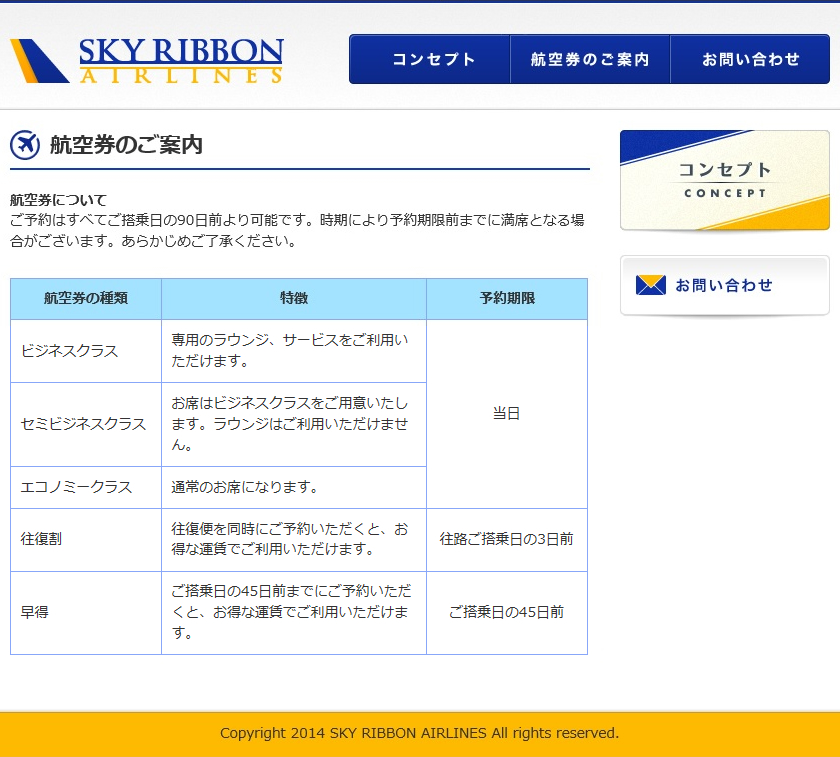 SKY RIBBON
AIRLINES
コンセプト
航空券のご案内
お問い合わせ
航空券のご案内
航空券について
ご予約はすべてご搭乗日の90日前より可能です。時期により予約期限前までに満席となる場
合がございます。あらかじめご了承ください。
航空券の種類
特徴
予約期限
ビジネスクラス
専用のラウンジ、サービスをご利用い
ただけます。
当日
セミビジネスクラス
お席はビジネスクラスをご用意いたし
ます。ラウンジはご利用いただけませ
ん。
エコノミークラス
通常のお席になります。
往復割
往復便を同時にご予約いただくと、お
得な運賃でご利用いただけます。
往路ご搭乗日の3日前
早得
ご搭乗日の45日前までにご予約いただ
くと、お得な運賃でご利用いただけま
す。
ご搭乗日の45日前
コンセプト
CONCEPT
お問い合わせ
Copyright 2014 SKY RIBBON AIRLINES All rights reserved.